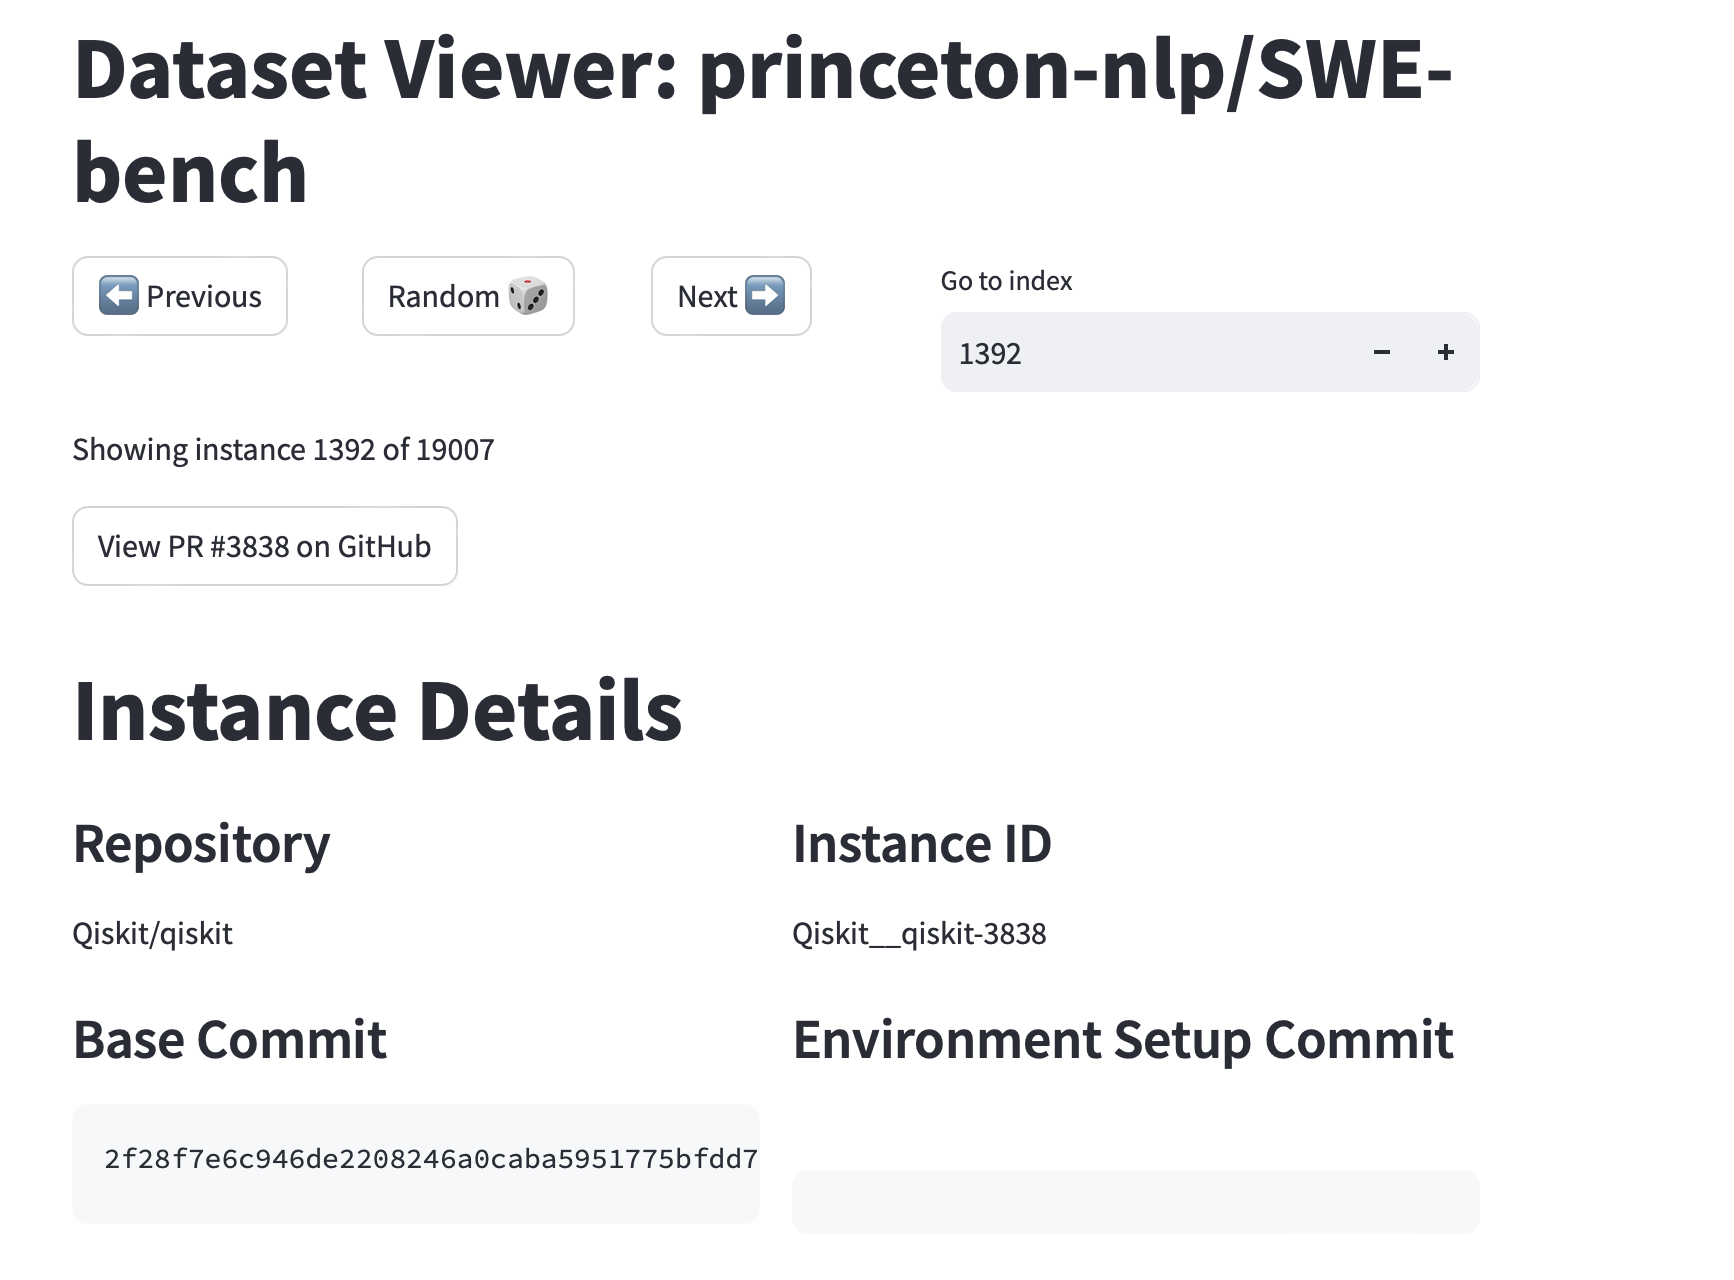 Dataset Viewer: princeton-nlp/SWE-
bench
⬅️ Previous
Random 🎲
Next ➡️
Go to index
1392
− +
Showing instance 1392 of 19007
View PR #3838 on GitHub
Instance Details
Repository
Instance ID
Qiskit/qiskit
Qiskit__qiskit-3838
Base Commit
Environment Setup Commit
2f28f7e6c946de2208246a0caba5951775bfdd7